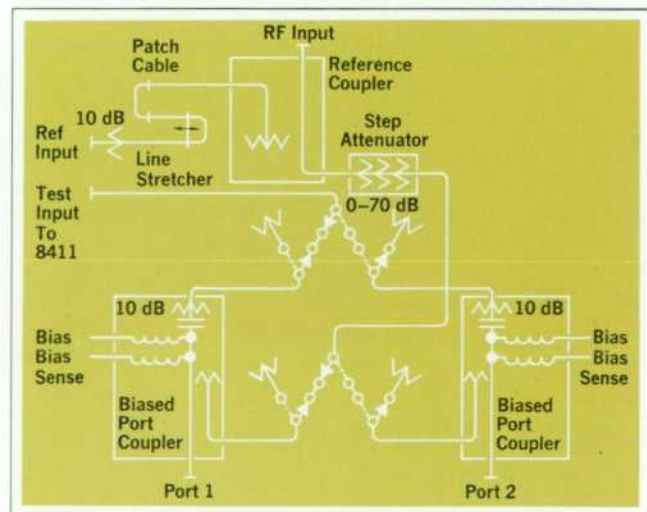 RF Input
Patch
Cable
Reference
Coupler
10 dB
Step
Attenuator
Ref
Input
Line
Stretcher
0–70 dB
Test
Input
To
8411
10 dB
10 dB
Bias
Bias
Sense
Bias
Bias
Sense
Biased
Port
Coupler
Biased
Port
Coupler
Port 1
Port 2